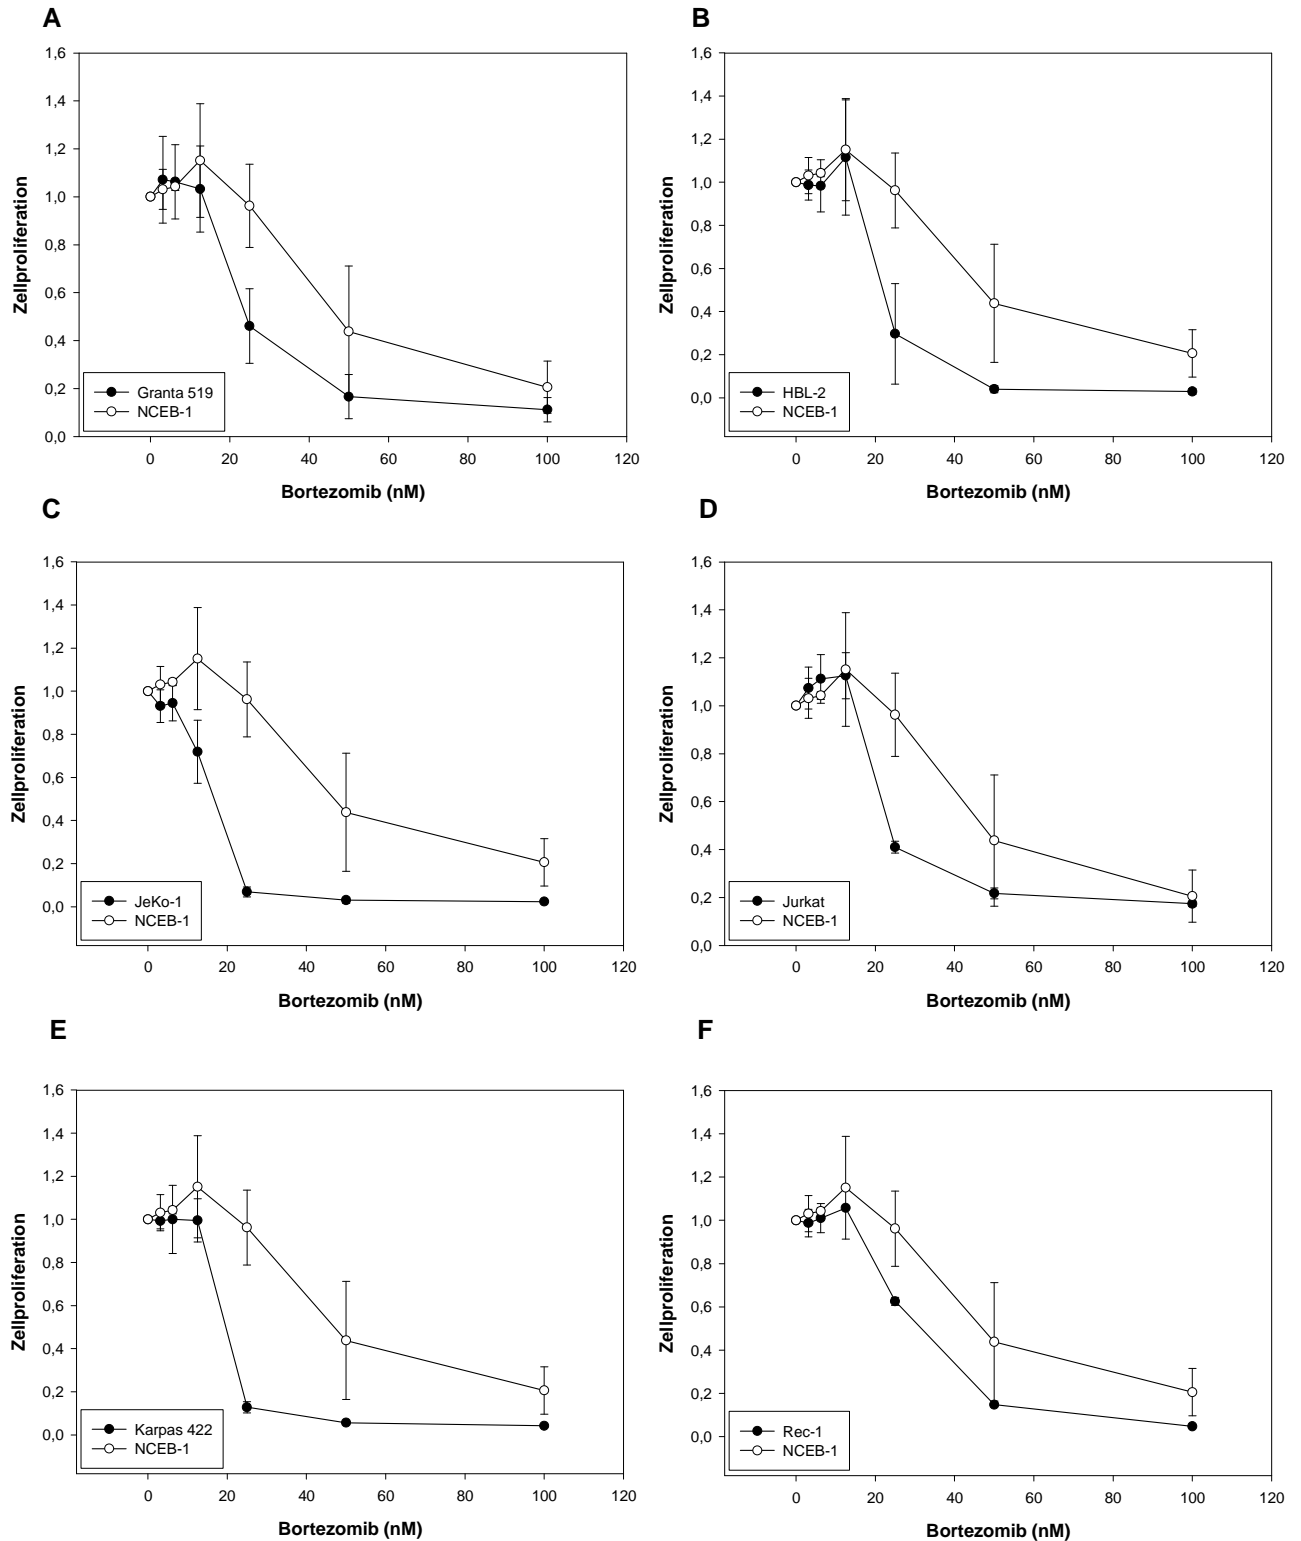 A
1,6
1,4
1,2
1,0
0,8
0,6
0,4
0,2
0,0
Zellproliferation
Granta 519
NCEB-1
0 20 40 60 80 100 120
Bortezomib (nM)
B
1,6
1,4
1,2
1,0
0,8
0,6
0,4
0,2
0,0
Zellproliferation
HBL-2
NCEB-1
0 20 40 60 80 100 120
Bortezomib (nM)
C
1,6
1,4
1,2
1,0
0,8
0,6
0,4
0,2
0,0
Zellproliferation
JeKo-1
NCEB-1
0 20 40 60 80 100 120
Bortezomib (nM)
D
1,6
1,4
1,2
1,0
0,8
0,6
0,4
0,2
0,0
Zellproliferation
Jurkat
NCEB-1
0 20 40 60 80 100 120
Bortezomib (nM)
E
1,6
1,4
1,2
1,0
0,8
0,6
0,4
0,2
0,0
Zellproliferation
Karpas 422
NCEB-1
0 20 40 60 80 100 120
Bortezomib (nM)
F
1,6
1,4
1,2
1,0
0,8
0,6
0,4
0,2
0,0
Zellproliferation
Rec-1
NCEB-1
0 20 40 60 80 100 120
Bortezomib (nM)